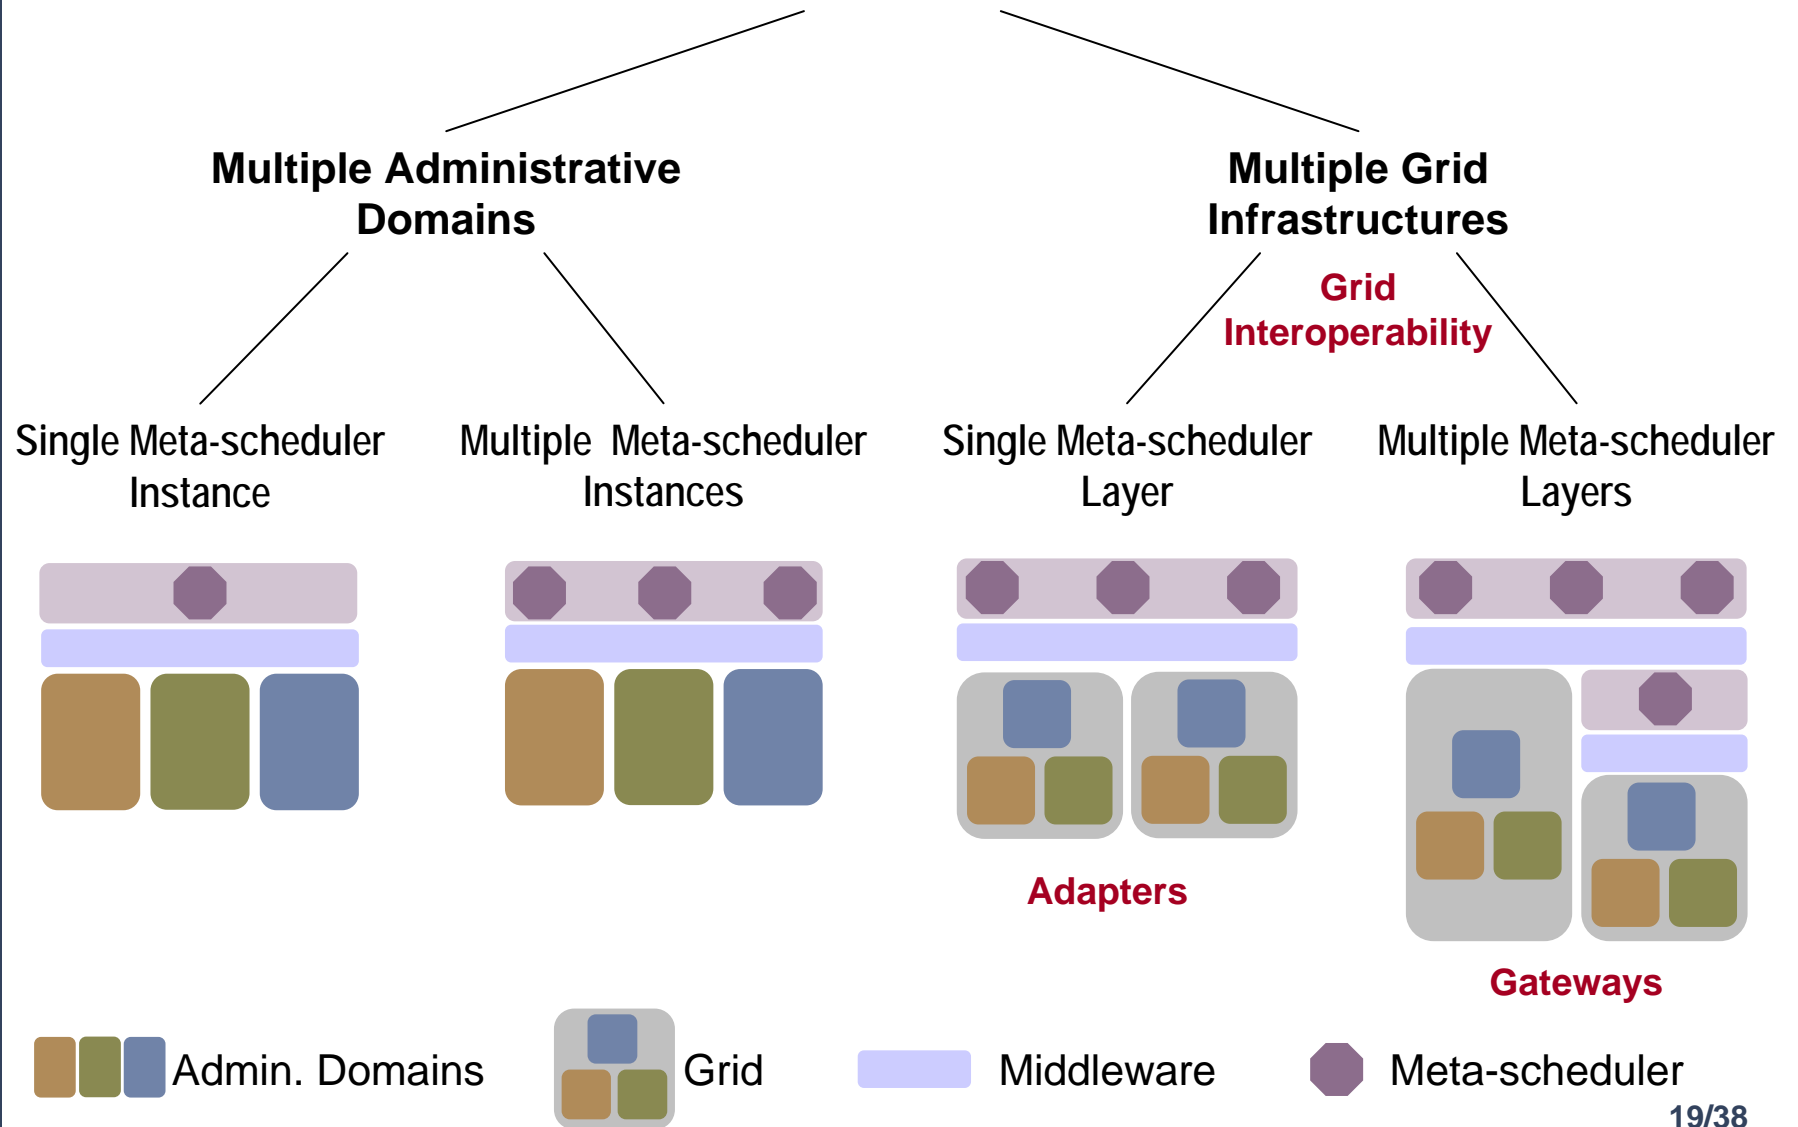 Multiple Administrative
Domains
Multiple Grid
Infrastructures
Grid
Interoperability
Single Meta-scheduler
Instance
Multiple Meta-scheduler
Instances
Single Meta-scheduler
Layer
Multiple Meta-scheduler
Layers
Adapters
Gateways
Admin. Domains
Grid
Middleware
Meta-scheduler
19/38